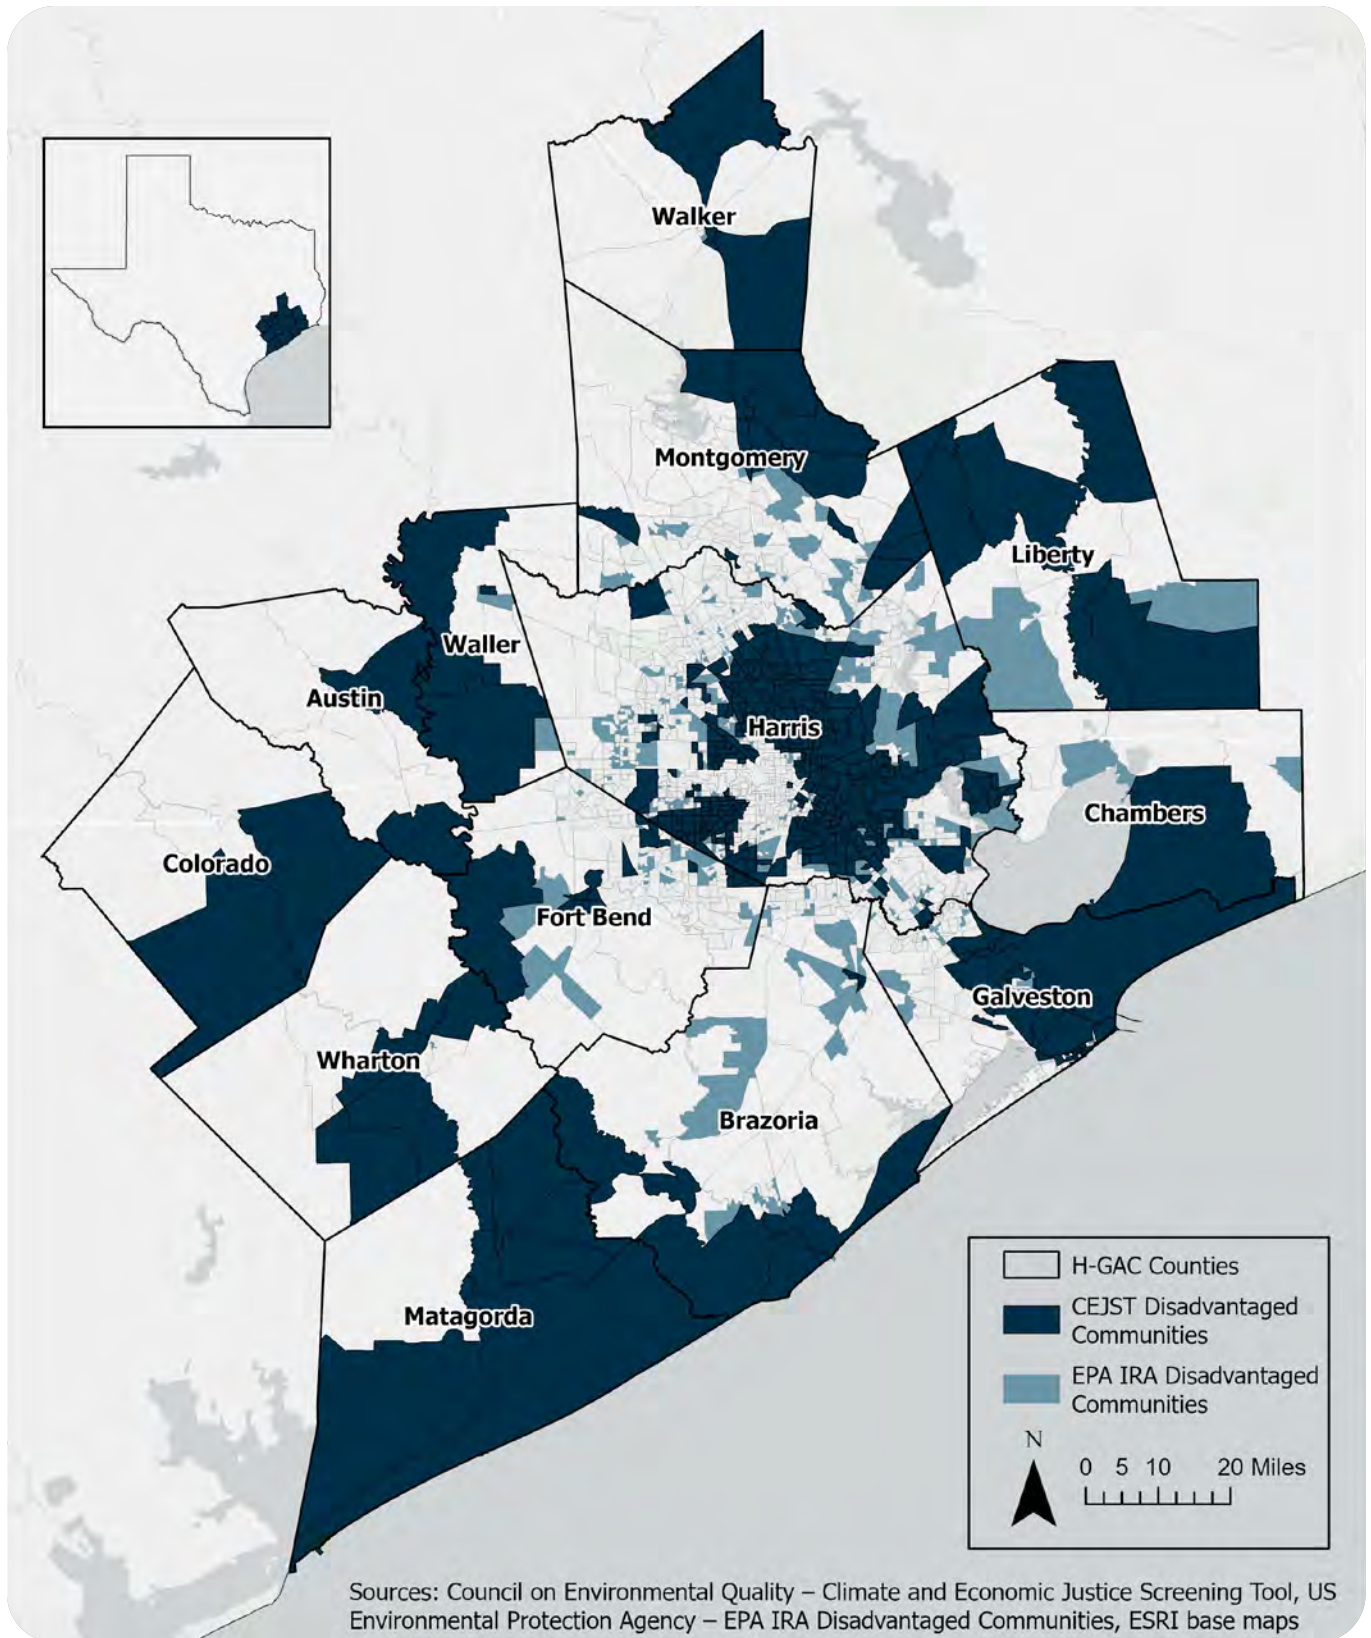 Walker
Montgomery
Liberty
Waller
Austin
Harris
Chambers
Colorado
Fort Bend
Galveston
Wharton
Brazoria
Matagorda
H-GAC Counties
CEJST Disadvantaged
Communities
EPA IRA Disadvantaged
Communities
N
0 5 10 20 Miles
Sources: Council on Environmental Quality – Climate and Economic Justice Screening Tool, US
Environmental Protection Agency – EPA IRA Disadvantaged Communities, ESRI base maps